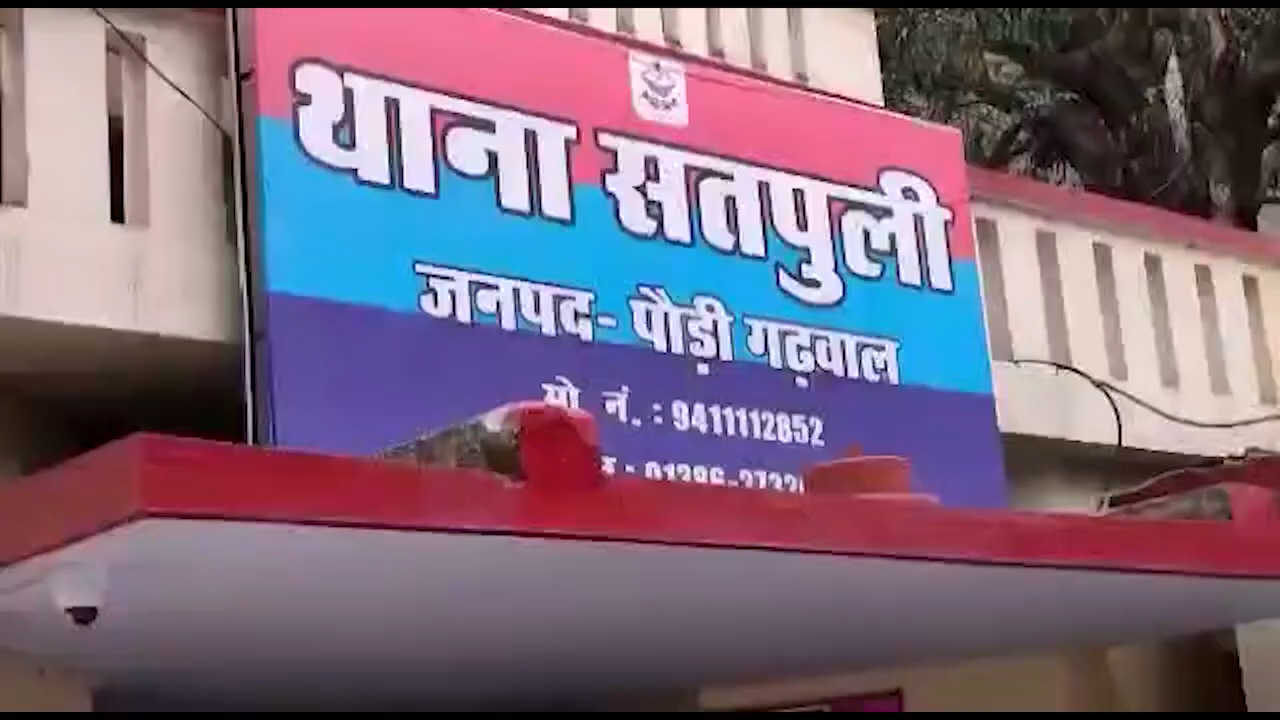 थाना सतपुली
जनपद- पौड़ी गढ़वाल
मो. नं. : 9411112852